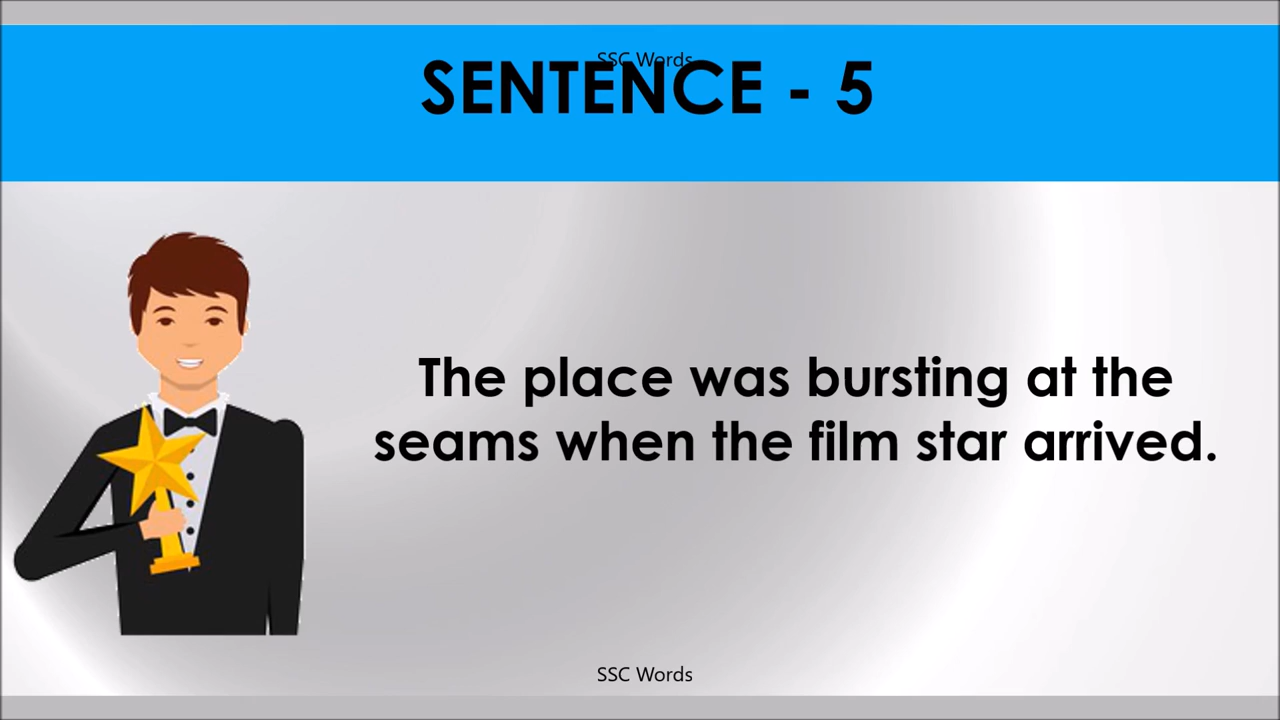 SSC Words
SENTENCE - 5
The place was bursting at the
seams when the film star arrived.
SSC Words